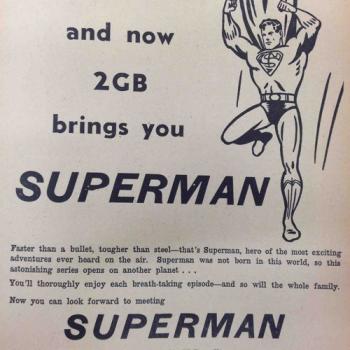 and now
2GB
brings you
SUPERMAN
Faster than a bullet, tougher than steel—that's Superman, hero of the most exciting
adventures ever heard on the air. Superman was not born in this world, so this
astonishing series opens on another planet . . .
You'll thoroughly enjoy each breath-taking episode—and so will the whole family.
Now you can look forward to meeting
SUPERMAN